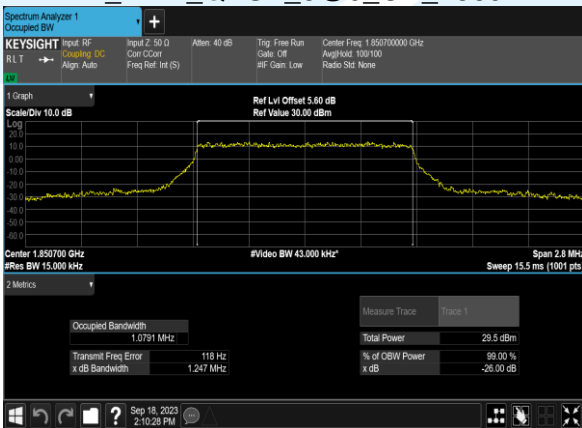 Spectrum Analyzer 1
Occupied BW
+
KEYSIGHT
R L T
LW
Input: RF
Coupling: DC
Align: Auto
Input Z: 50 Ω
Corr CCorr
Freq Ref: Int (S)
Atten: 40 dB
Trig: Free Run
Gate: Off
#IF Gain: Low
Center Freq: 1.850700000 GHz
Avg|Hold: 100/100
Radio Std: None
1 Graph
Ref Lvl Offset 5.60 dB
Scale/Div 10.0 dB
Ref Value 30.00 dBm
Log
20.0
10.0
0.00
-10.0
-20.0
-30.0
-40.0
-50.0
-60.0
Center 1.850700 GHz
#Video BW 43.000 kHz*
Span 2.8 MHz
#Res BW 15.000 kHz
Sweep 15.5 ms (1001 pts)
2 Metrics
Measure Trace
Trace 1
Occupied Bandwidth
1.0791 MHz
Total Power 29.5 dBm
Transmit Freq Error 118 Hz
% of OBW Power 99.00 %
x dB Bandwidth 1.247 MHz
x dB -26.00 dB
?
Sep 18, 2023
2:10:28 PM